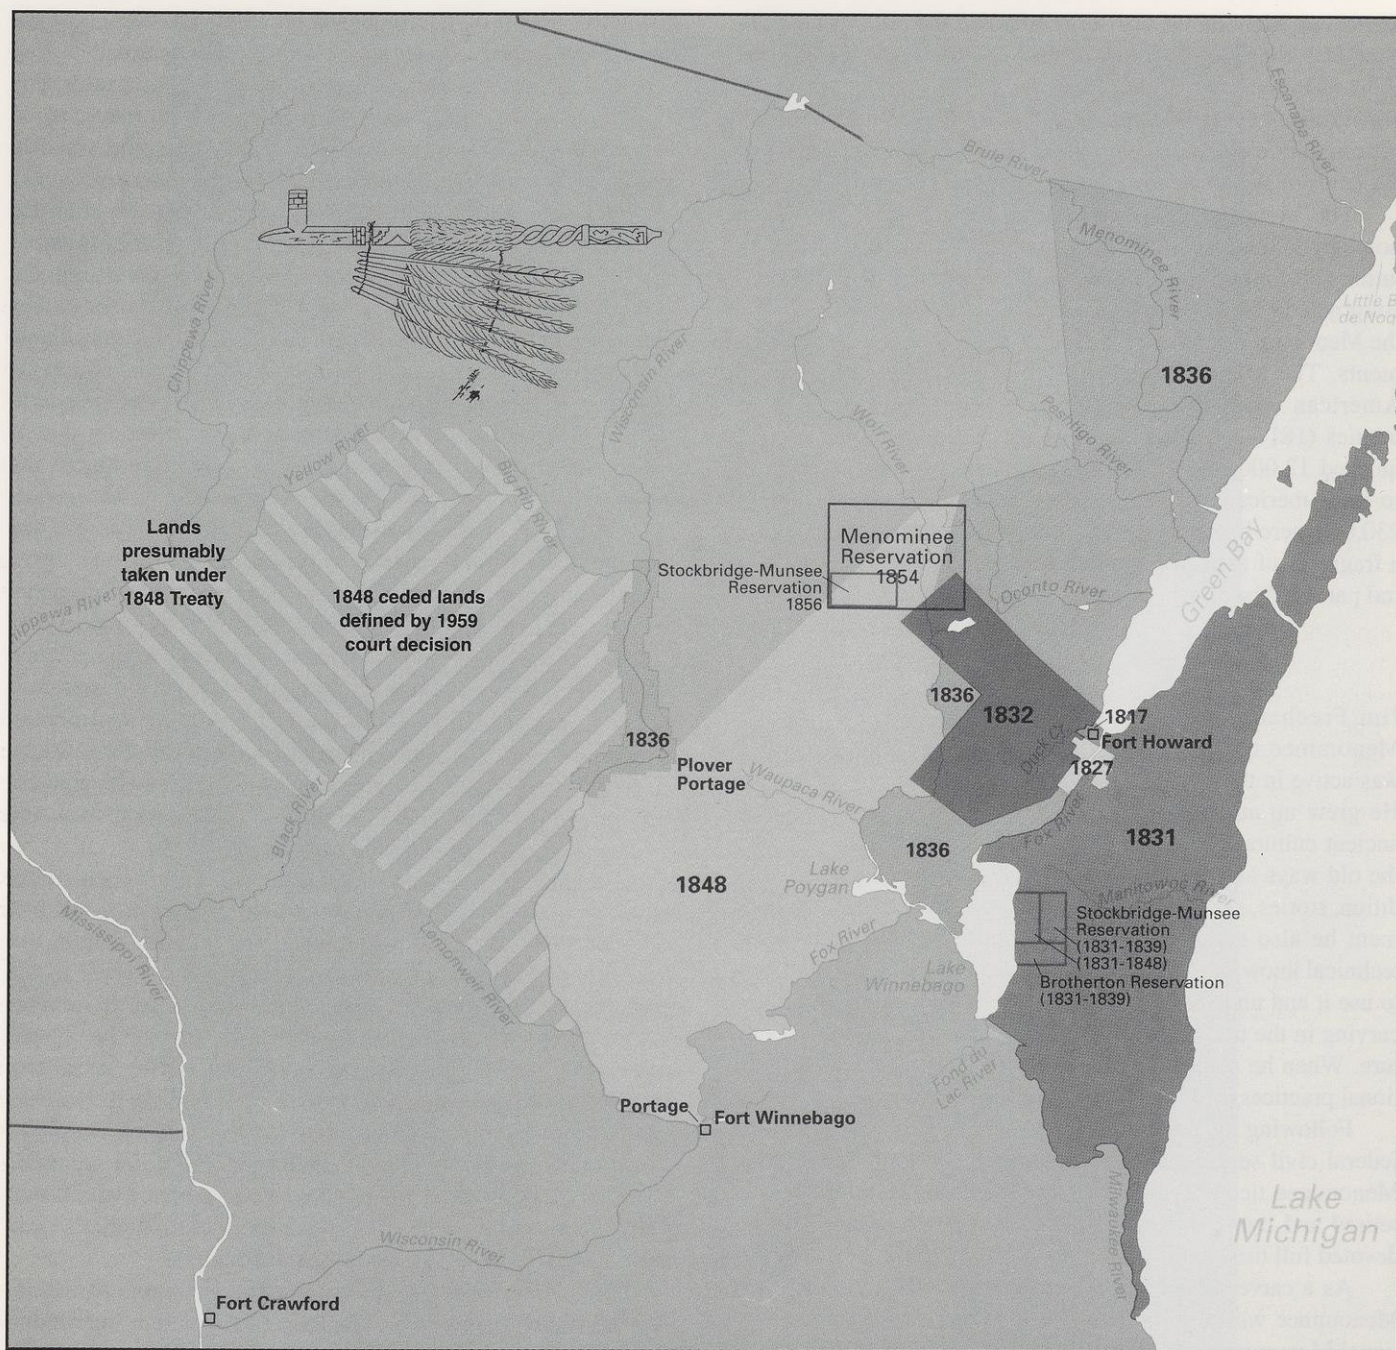 Escanaba River
Brule River
Menominee River
Little B
de Noq
Chippewa River
1836
Wisconsin River
Peshtigo River
Wolf River
Yellow River
Big Rib River
Green Bay
Lands
presumably
taken under
1848 Treaty
Menominee
Reservation
1854
Stockbridge-Munsee
Reservation
1856
Oconto River
hippewa River
1848 ceded lands
defined by 1959
court decision
1836
1832
1817
Fort Howard
Duck Cr.
1827
1836
Plover
Portage
Waupaca River
Black River
Fox River
1831
1836
Lake
Poygan
1848
Manitowoc River
Stockbridge-Munsee
Reservation
(1831-1839)
(1831-1848)
Brotherton Reservation
(1831-1839)
Mississippi River
Lemonweir River
Fox River
Lake
Winnebago
Fond du
Lac River
Portage
Fort Winnebago
Milwaukee River
Lake
Michigan
Wisconsin River
Fort Crawford